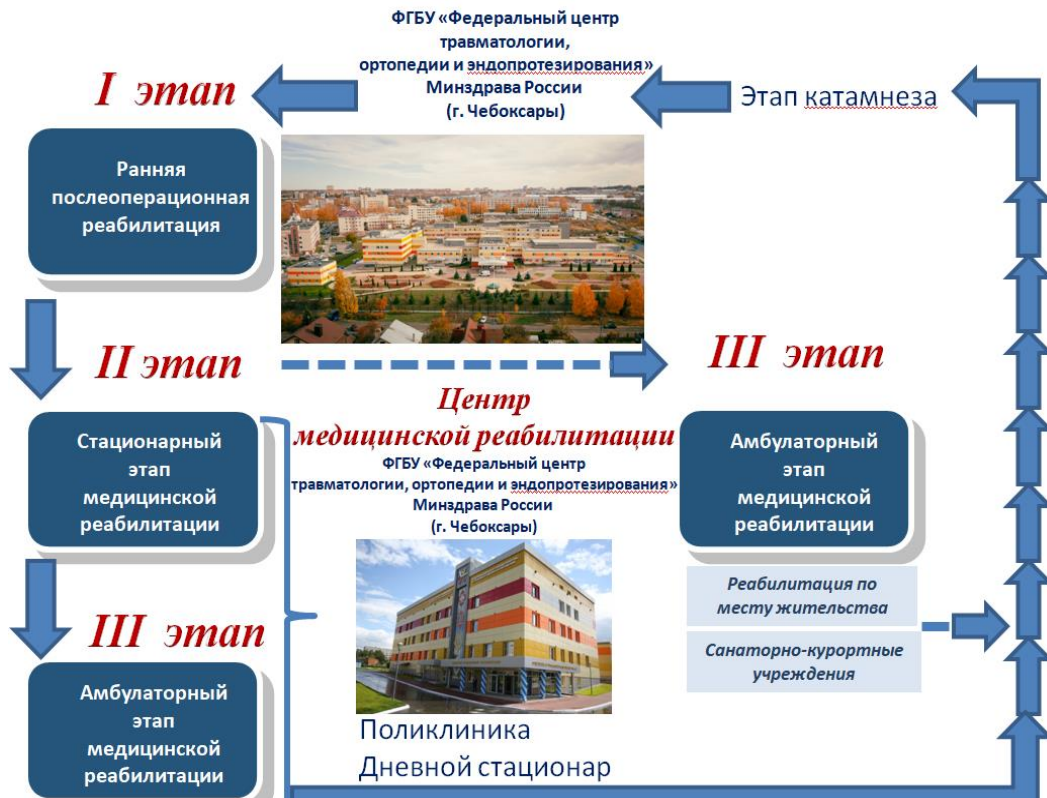 ФГБУ «Федеральный центр
травматологии,
ортопедии и эндопротезирования»
Минздрава России
(г. Чебоксары)
I этап
Этап катамнеза
Ранняя
послеоперационная
реабилитация
II этап
III этап
Центр
медицинской реабилитации
ФГБУ «Федеральный центр
травматологии, ортопедии и эндопротезирования»
Минздрава России
(г. Чебоксары)
Стационарный
этап
медицинской
реабилитации
Амбулаторный
этап
медицинской
реабилитации
Реабилитация по
месту жительства
Санаторно-курортные
учреждения
III этап
Амбулаторный
этап
медицинской
реабилитации
Поликлиника
Дневной стационар